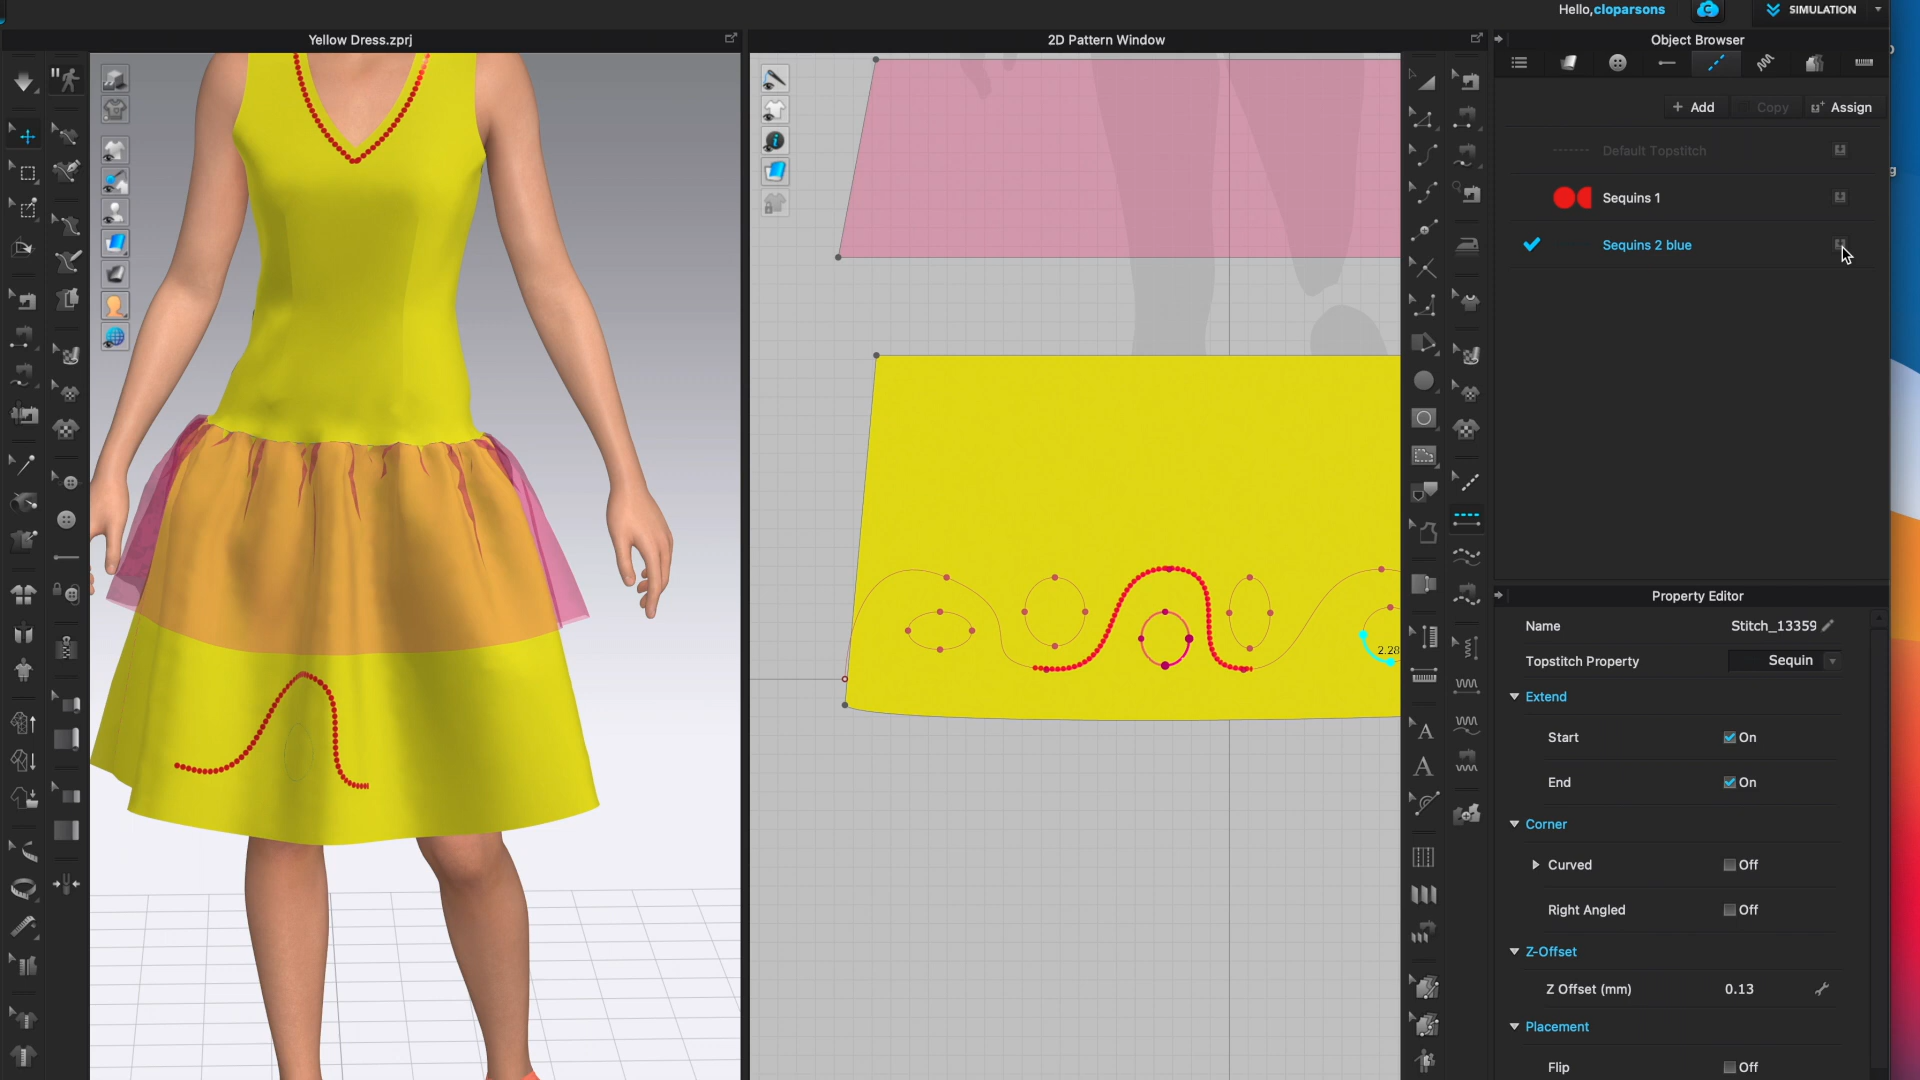 Hello,cloparsons
SIMULATION
Yellow Dress.zprj
2D Pattern Window
Object Browser
+ Add
Copy
Assign
Default Topstitch
Sequins 1
Sequins 2 blue
2.28
Property Editor
Name
Stitch_13359
Topstitch Property
Sequin
Extend
Start
On
End
On
Corner
Curved
Off
Right Angled
Off
Z-Offset
Z Offset (mm)
0.13
Placement
Flip
Off